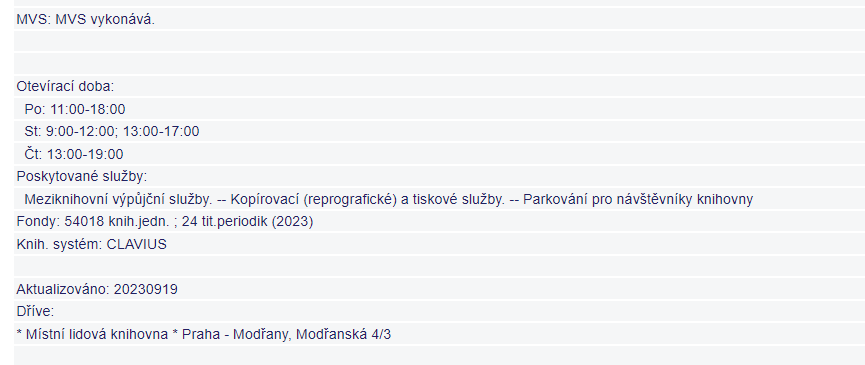 MVS: MVS vykonává.
Otevírací doba:
Po: 11:00-18:00
St: 9:00-12:00; 13:00-17:00
Čt: 13:00-19:00
Poskytované služby:
Meziknihovní výpůjční služby. -- Kopírovací (reprografické) a tiskové služby. -- Parkování pro návštěvníky knihovny
Fondy: 54018 knih.jedn. ; 24 tit.periodik (2023)
Knih. systém: CLAVIUS
Aktualizováno: 20230919
Dříve:
* Místní lidová knihovna * Praha - Modřany, Modřanská 4/3